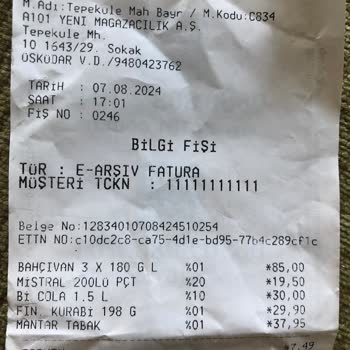 M.Adı:Tepekule Mah Bayr / M.Kodu:C834
A101 YENİ MAGAZACILIK A.Ş.
Tepekule Mh.
10 1643/29. Sokak
ÜSKÜDAR V.D./9480423762
TARİH : 07.08.2024
SAAT : 17:01
FİŞ NO : 0246
BİLGİ FİŞİ
TÜR : E-ARŞİV FATURA
MÜŞTERİ TCKN : 11111111111
Belge No:12834010708424510254
ETTN NO:c10dc2c8-ca75-4d1e-bd95-77b4c289cf1c
BAHÇIVAN 3 X 180 G L %01 *85,00
MİSTRAL 200LÜ PÇT %20 *19,50
Bİ COLA 1.5 L %10 *30,00
FIN. KURABİ 198 G %01 *29,90
MANTAR TABAK %01 *37,95
*7,49